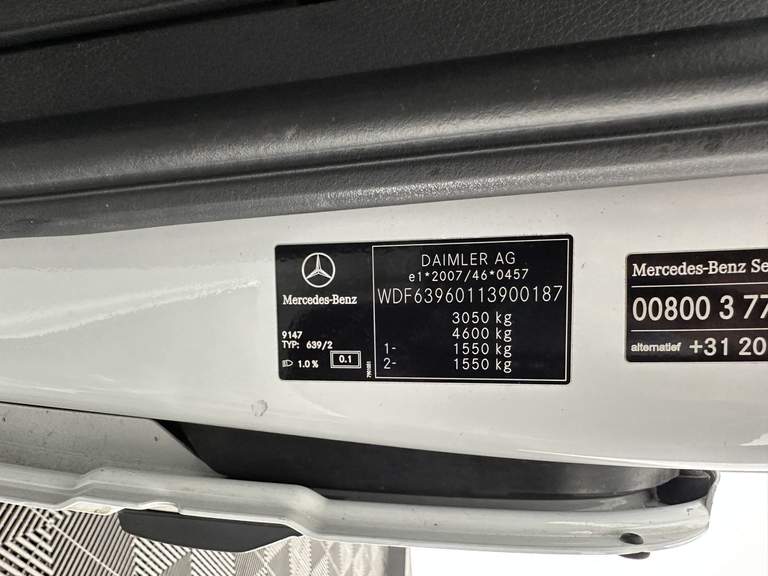 Mercedes-Benz
9147
TYP: 639/2
1.0 %
0.1
DAIMLER AG
e1*2007/46*0457
WDF63960113900187
3050 kg
4600 kg
1- 1550 kg
2- 1550 kg
Mercedes-Benz Se
00800 3 77
alternatief +31 20